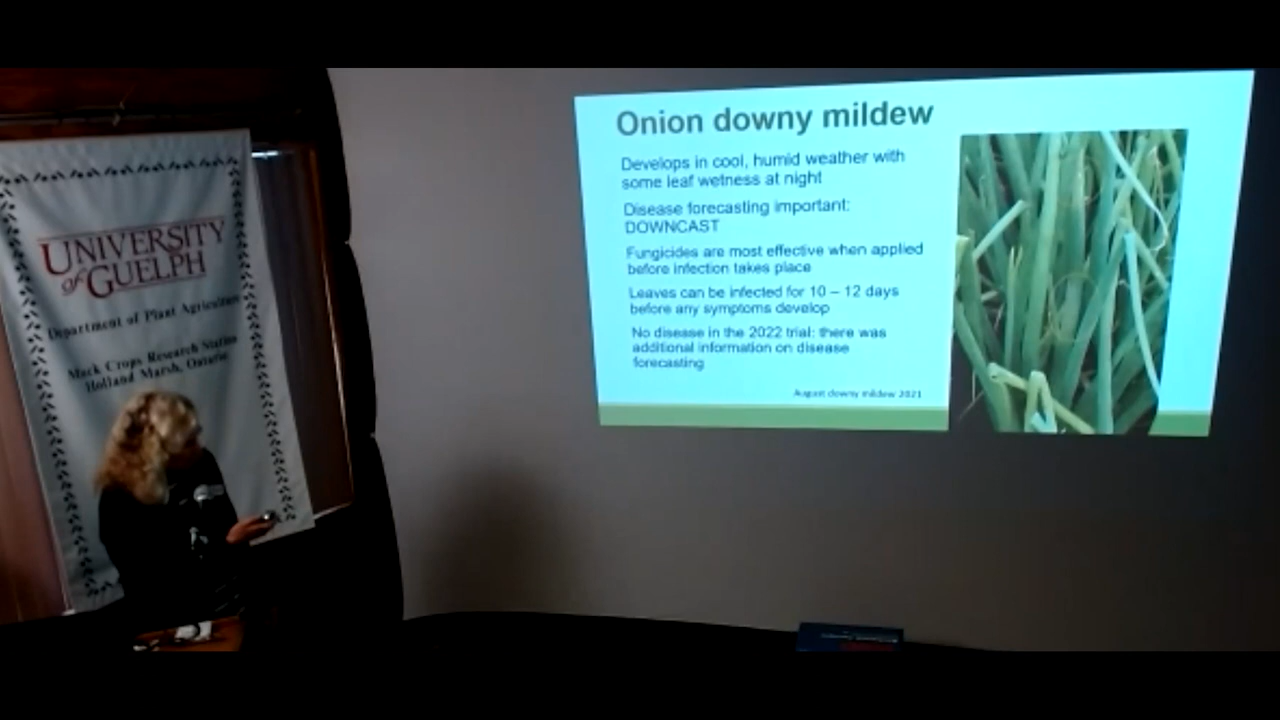 UNIVERSITY
of GUELPH
Department of Plant Agriculture
Muck Crops Research Station
Holland Marsh, Ontario
Onion downy mildew
Develops in cool, humid weather with
some leaf wetness at night
Disease forecasting important:
DOWNCAST
Fungicides are most effective when applied
before infection takes place
Leaves can be infected for 10 – 12 days
before any symptoms develop
No disease in the 2022 trial: there was
additional information on disease
forecasting
August downy mildew 2021